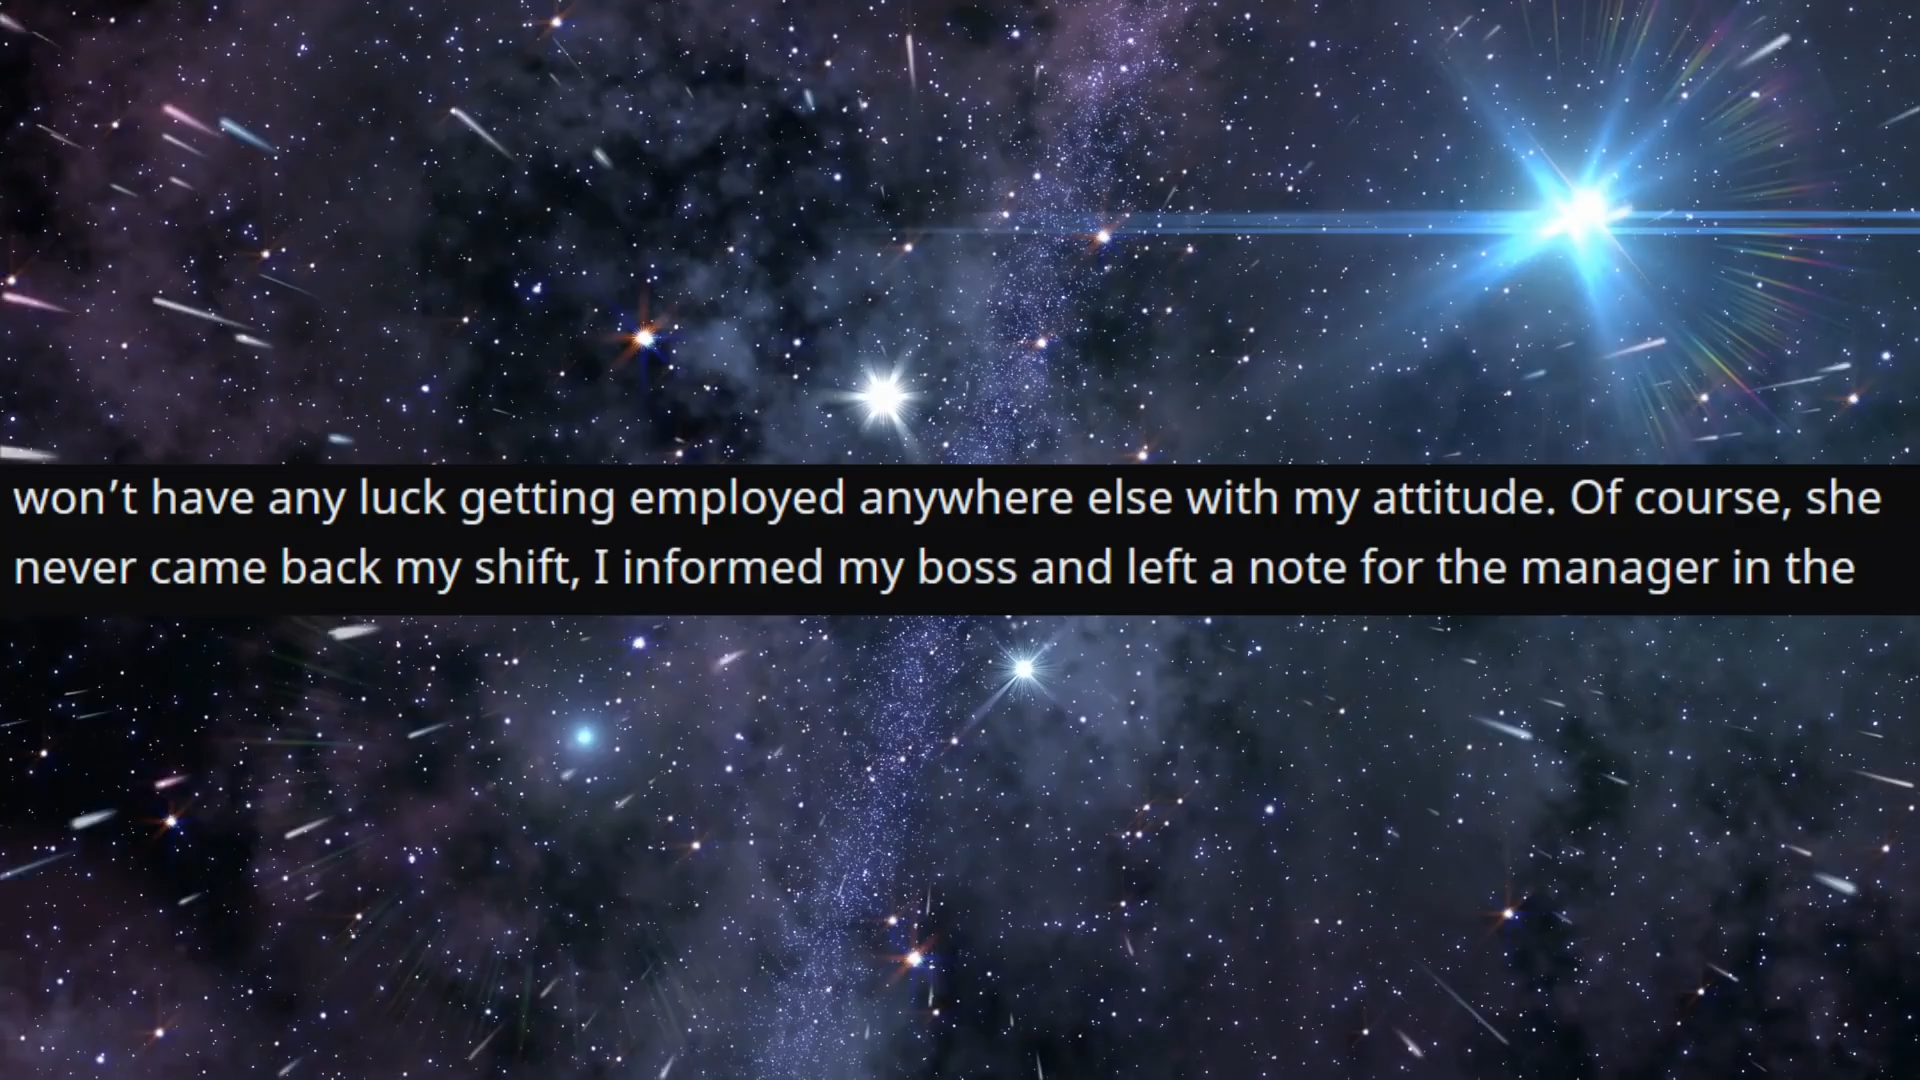 won’t have any luck getting employed anywhere else with my attitude. Of course, she
never came back my shift, I informed my boss and left a note for the manager in the